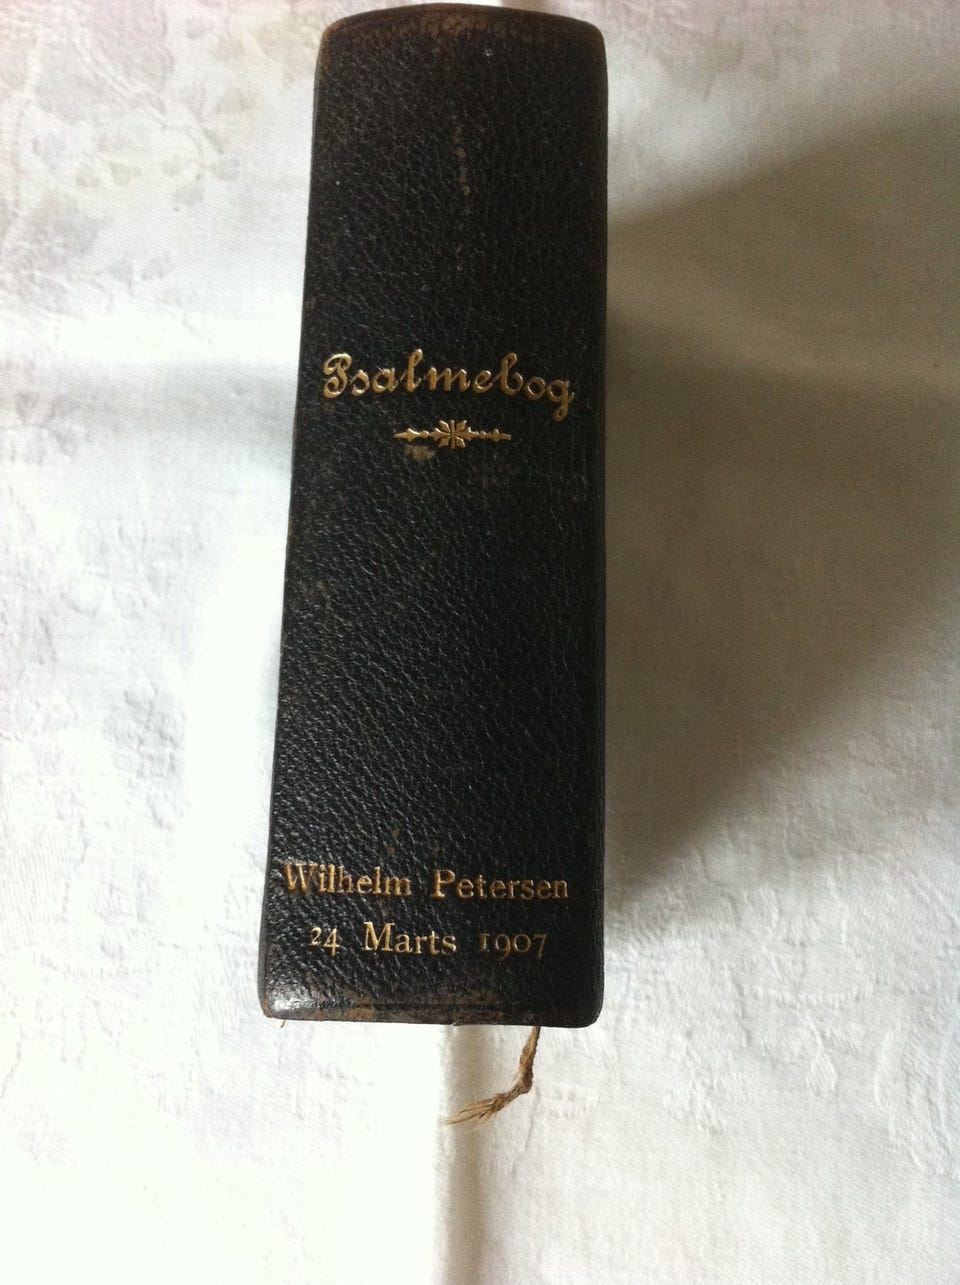 Psalmebog
Wilhelm Petersen
24 Marts 1907